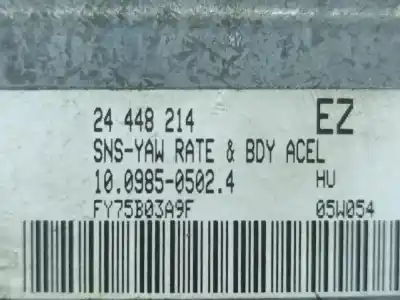 24 448 214 EZ
SNS-YAW RATE & BDY ACEL
10.0985-0502.4 HU
FY75B03A9F 05W054